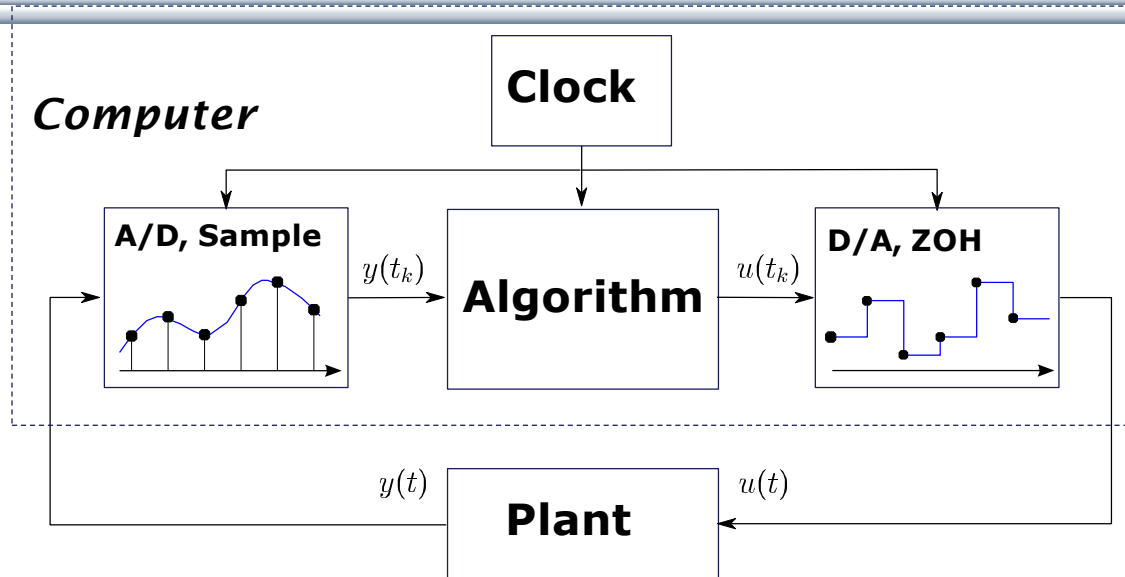 Clock
Computer
A/D, Sample
y(t_k)
Algorithm
u(t_k)
D/A, ZOH
y(t)
Plant
u(t)